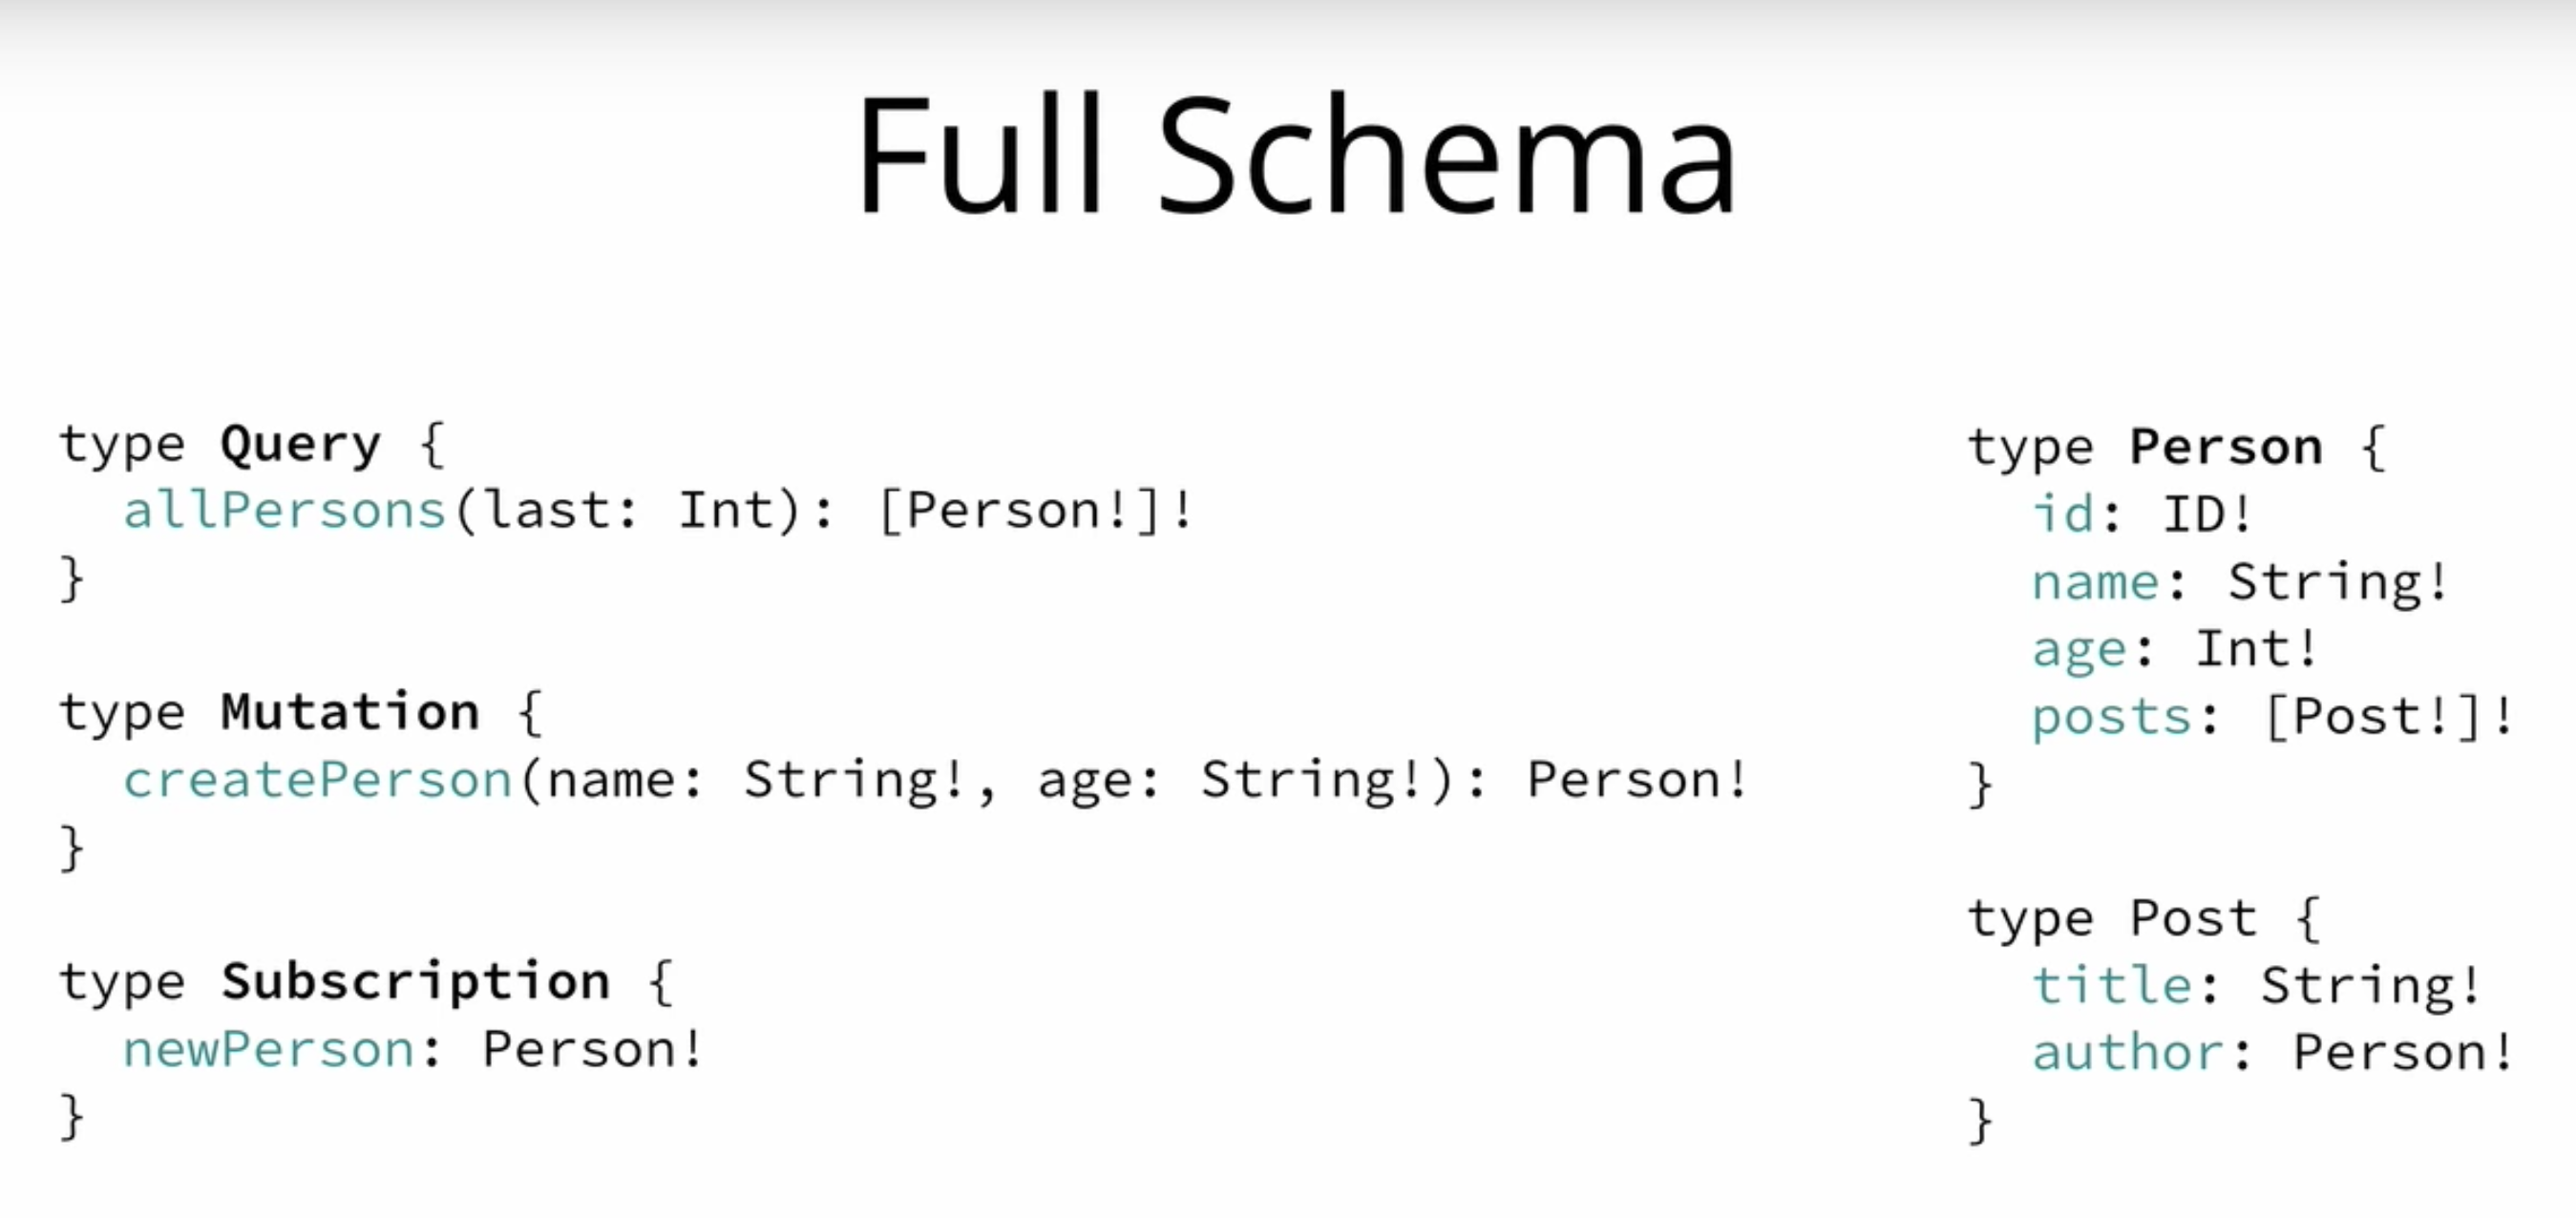 Full Schema
type Query {
  allPersons(last: Int): [Person!]!
}
type Mutation {
  createPerson(name: String!, age: String!): Person!
}
type Subscription {
  newPerson: Person!
}
type Person {
  id: ID!
  name: String!
  age: Int!
  posts: [Post!]!
}
type Post {
  title: String!
  author: Person!
}